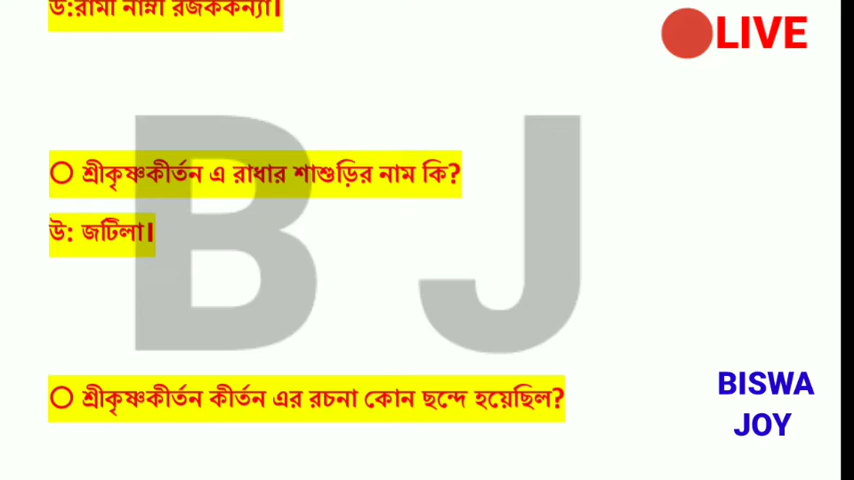 উ:রামী নাম্নী রজককন্যা।
LIVE
B J
○ শ্রীকৃষ্ণকীর্তন এ রাধার শাশুড়ির নাম কি?
উ: জটিলা।
○ শ্রীকৃষ্ণকীর্তন কীর্তন এর রচনা কোন ছন্দে হয়েছিল?
BISWA
JOY